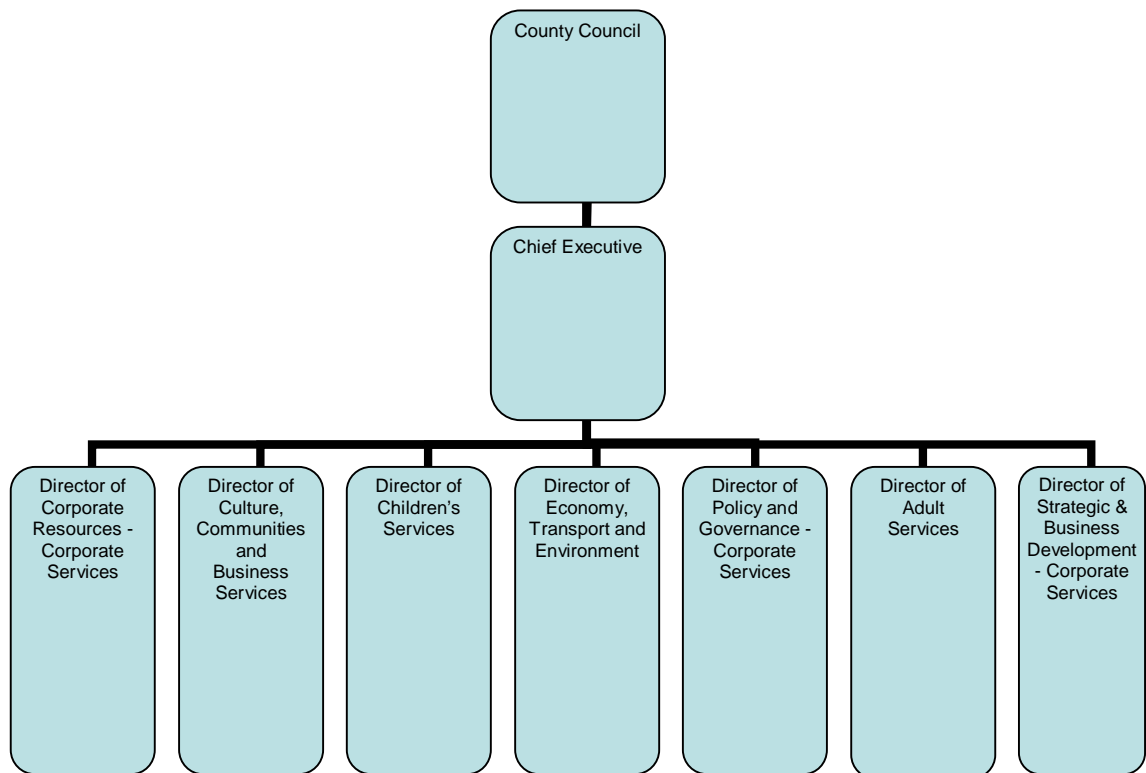 County Council
Chief Executive
Director of
Corporate
Resources -
Corporate
Services
Director of
Culture,
Communities
and
Business
Services
Director of
Children's
Services
Director of
Economy,
Transport and
Environment
Director of
Policy and
Governance -
Corporate
Services
Director of
Adult
Services
Director of
Strategic &
Business
Development
- Corporate
Services